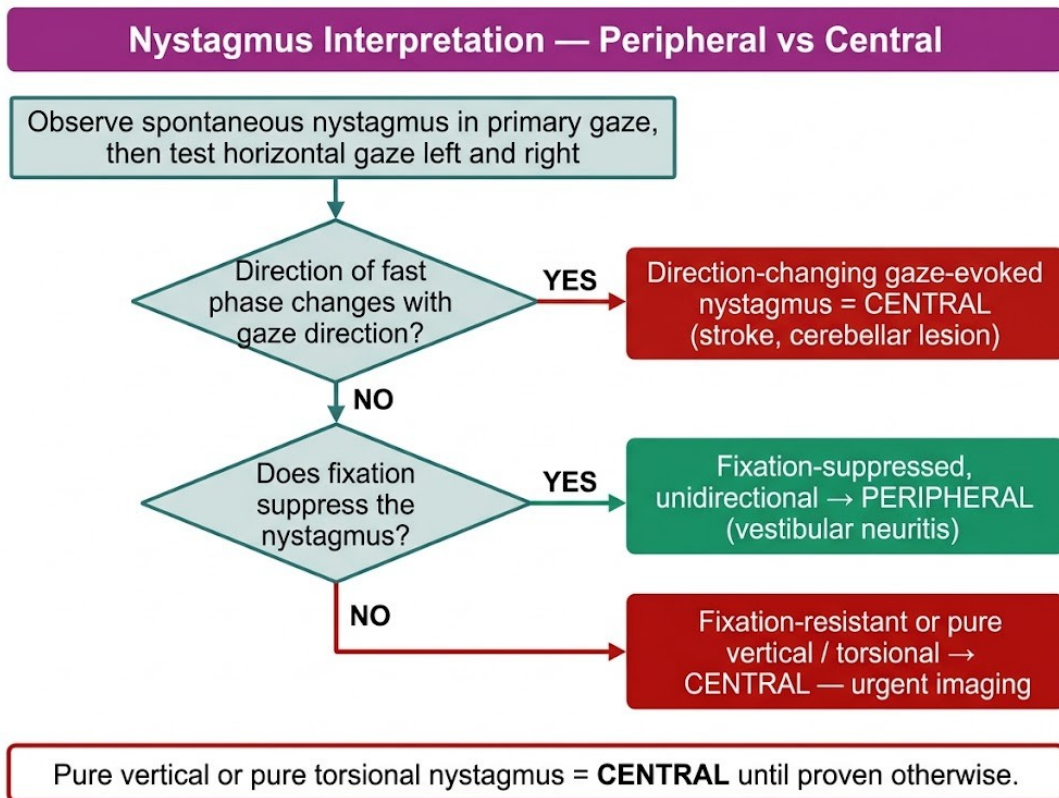 Nystagmus Interpretation — Peripheral vs Central
Observe spontaneous nystagmus in primary gaze,
then test horizontal gaze left and right
Direction of fast
phase changes with
gaze direction?
YES
Direction-changing gaze-evoked
nystagmus = CENTRAL
(stroke, cerebellar lesion)
NO
Does fixation
suppress the
nystagmus?
YES
Fixation-suppressed,
unidirectional → PERIPHERAL
(vestibular neuritis)
NO
Fixation-resistant or pure
vertical / torsional →
CENTRAL — urgent imaging
Pure vertical or pure torsional nystagmus = CENTRAL until proven otherwise.